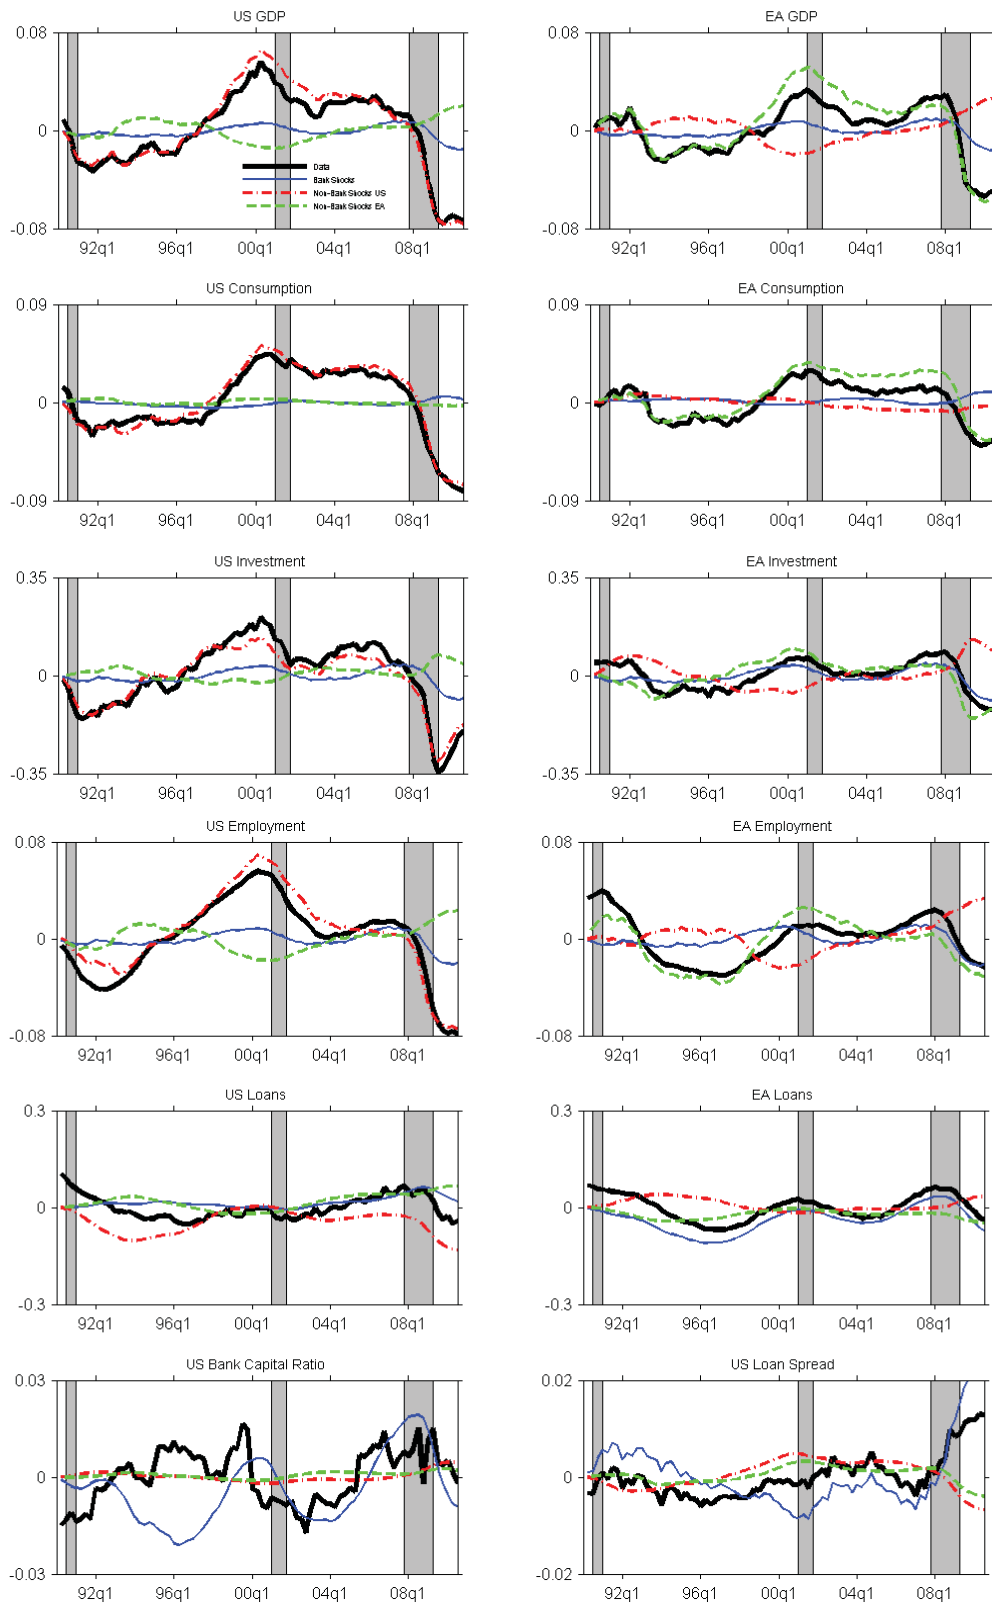 US GDP
0.08
0
-0.08
Data
Bank Shocks
Non-Bank Shocks US
Non-Bank Shocks EA
92q1 96q1 00q1 04q1 08q1
EA GDP
0.08
0
-0.08
92q1 96q1 00q1 04q1 08q1
US Consumption
0.09
0
-0.09
92q1 96q1 00q1 04q1 08q1
EA Consumption
0.09
0
-0.09
92q1 96q1 00q1 04q1 08q1
US Investment
0.35
0
-0.35
92q1 96q1 00q1 04q1 08q1
EA Investment
0.35
0
-0.35
92q1 96q1 00q1 04q1 08q1
US Employment
0.08
0
-0.08
92q1 96q1 00q1 04q1 08q1
EA Employment
0.08
0
-0.08
92q1 96q1 00q1 04q1 08q1
US Loans
0.3
0
-0.3
92q1 96q1 00q1 04q1 08q1
EA Loans
0.3
0
-0.3
92q1 96q1 00q1 04q1 08q1
US Bank Capital Ratio
0.03
0
-0.03
92q1 96q1 00q1 04q1 08q1
US Loan Spread
0.02
0
-0.02
92q1 96q1 00q1 04q1 08q1